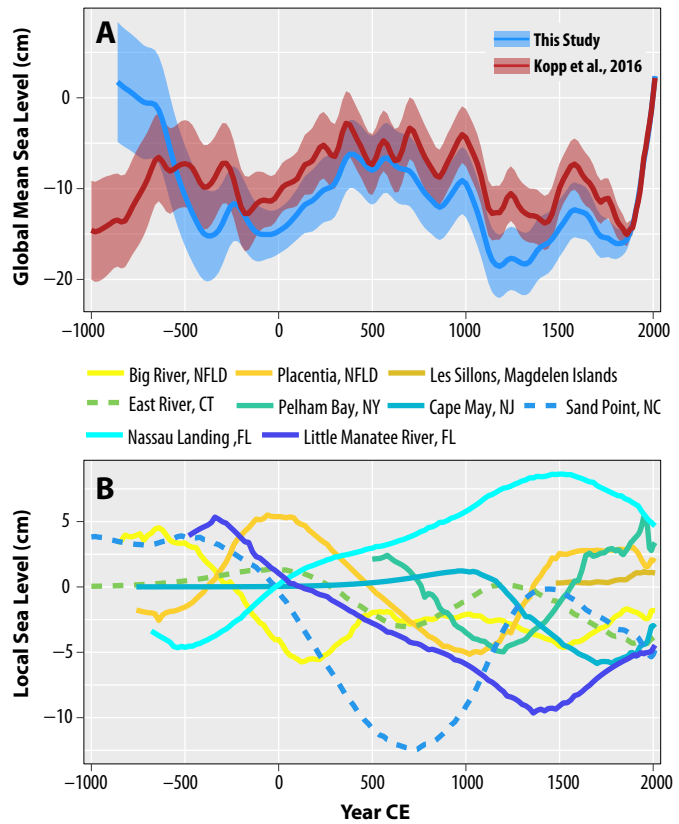 A
This Study
Kopp et al., 2016
Global Mean Sea Level (cm)
0
−10
−20
−1000 −500 0 500 1000 1500 2000
Big River, NFLD Placentia, NFLD Les Sillons, Magdelen Islands
East River, CT Pelham Bay, NY Cape May, NJ Sand Point, NC
Nassau Landing ,FL Little Manatee River, FL
B
Local Sea Level (cm)
5
0
−5
−10
−1000 −500 0 500 1000 1500 2000
Year CE